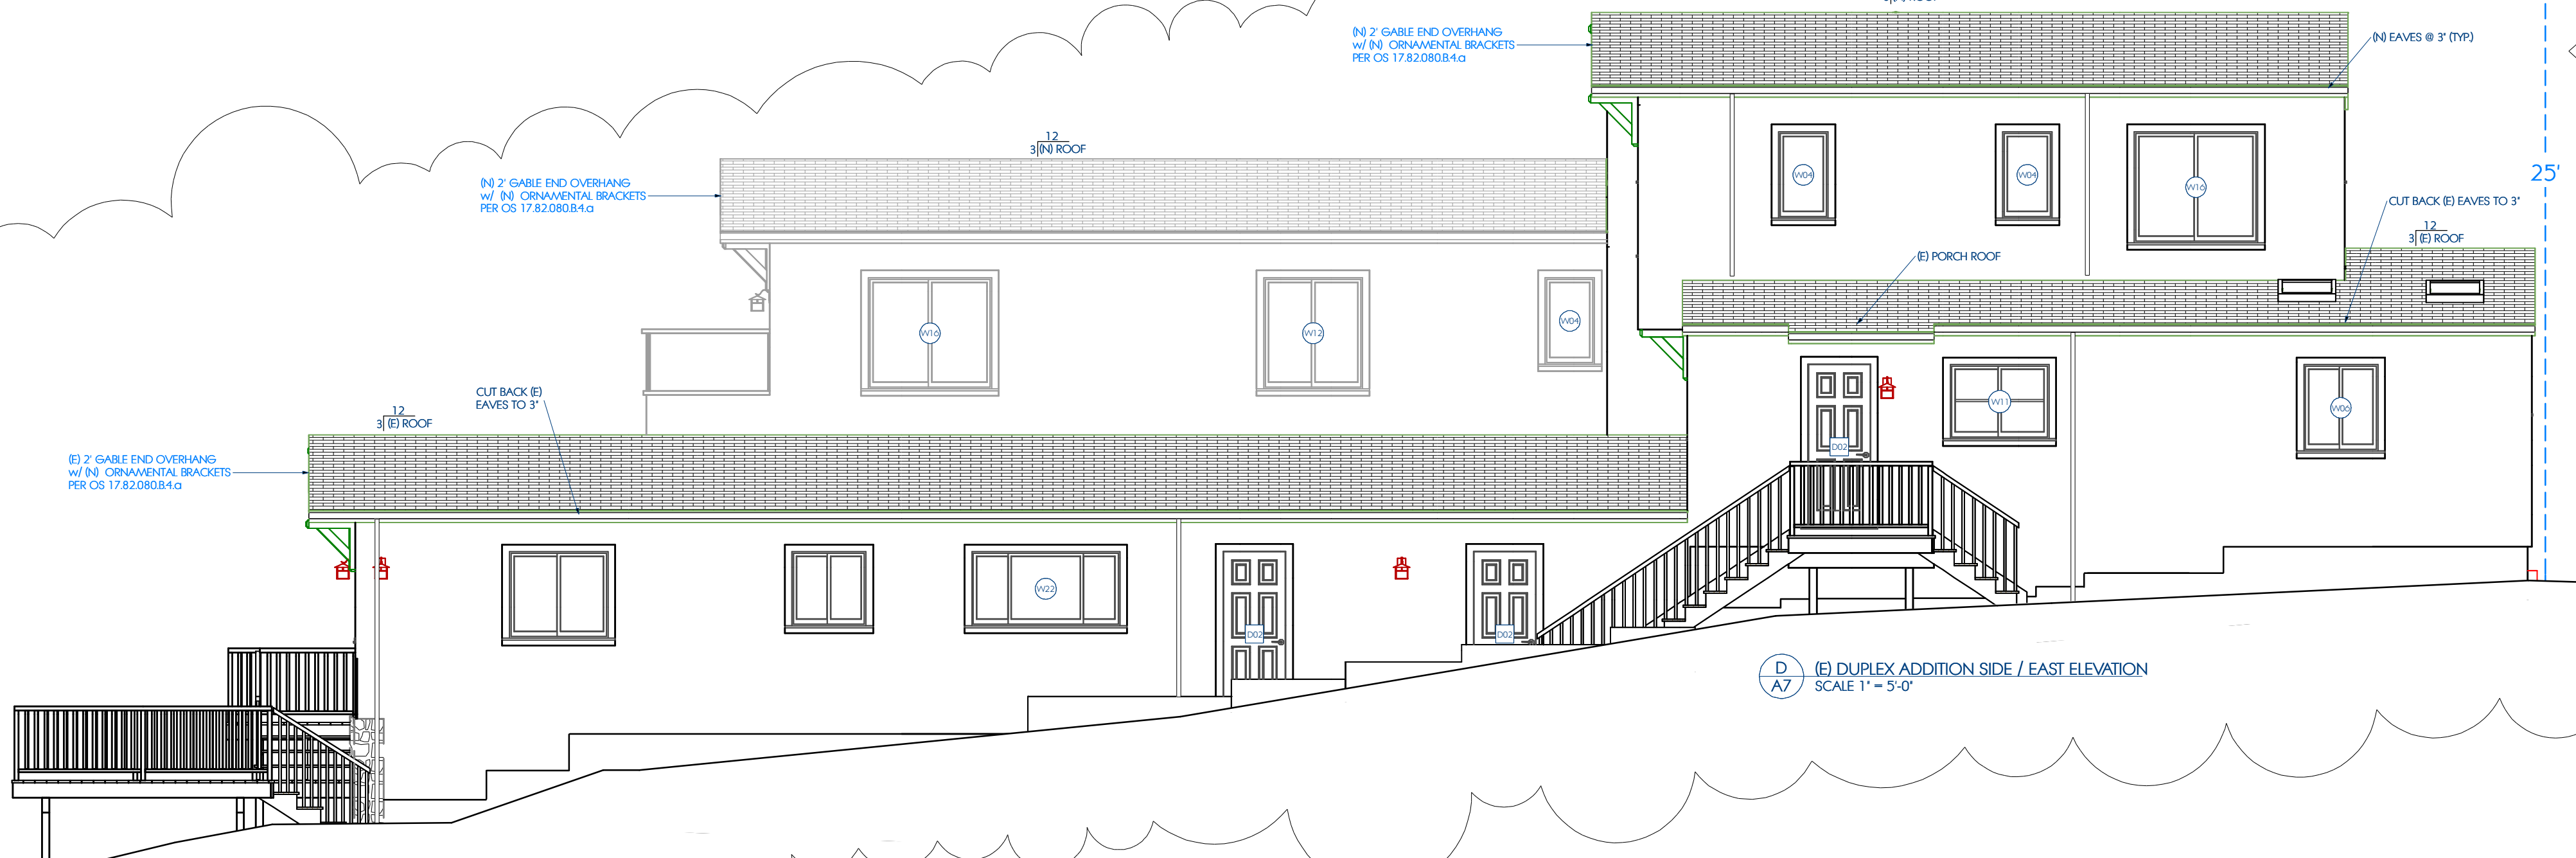 (N) 2' GABLE END OVERHANG
w/ (N) ORNAMENTAL BRACKETS
PER OS 17.82.080.B.4.a
(N) EAVES @ 3" (TYP.)
12
3 (N) ROOF
(N) 2' GABLE END OVERHANG
w/ (N) ORNAMENTAL BRACKETS
PER OS 17.82.080.B.4.a
W04
W04
W16
25'
CUT BACK (E) EAVES TO 3"
12
3 (E) ROOF
(E) PORCH ROOF
W16
W12
W04
CUT BACK (E)
EAVES TO 3"
12
3 (E) ROOF
(E) 2' GABLE END OVERHANG
w/ (N) ORNAMENTAL BRACKETS
PER OS 17.82.080.B.4.a
D02
W11
W06
W22
D02
D02
D
A7
(E) DUPLEX ADDITION SIDE / EAST ELEVATION
SCALE 1" = 5'-0"